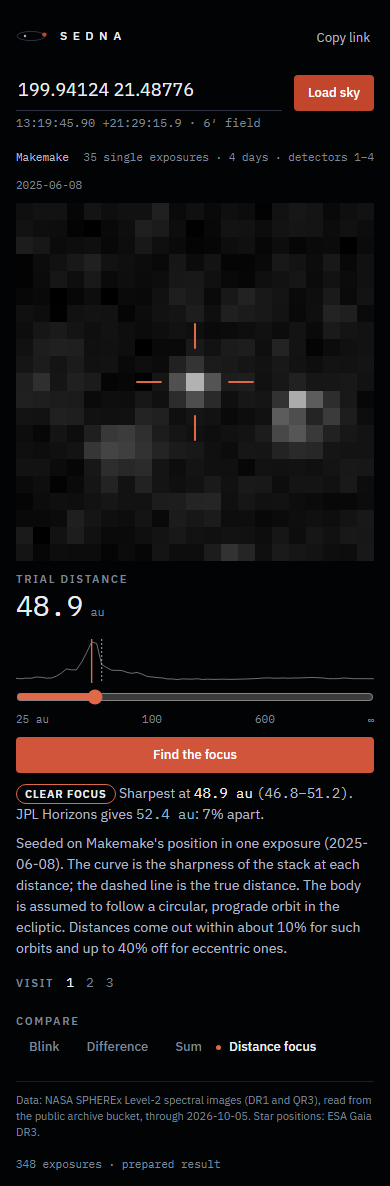 SEDNA
Copy link
199.94124 21.48776
Load sky
13:19:45.90 +21:29:15.9 · 6′ field
Makemake 35 single exposures · 4 days · detectors 1–4
2025-06-08
TRIAL DISTANCE
48.9 au
25 au 100 600 ∞
Find the focus
CLEAR FOCUS Sharpest at 48.9 au (46.8–51.2).
JPL Horizons gives 52.4 au: 7% apart.
Seeded on Makemake's position in one exposure (2025-
06-08). The curve is the sharpness of the stack at each
distance; the dashed line is the true distance. The body
is assumed to follow a circular, prograde orbit in the
ecliptic. Distances come out within about 10% for such
orbits and up to 40% off for eccentric ones.
VISIT 1 2 3
COMPARE
Blink Difference Sum Distance focus
Data: NASA SPHEREx Level-2 spectral images (DR1 and QR3), read from
the public archive bucket, through 2026-10-05. Star positions: ESA Gaia
DR3.
348 exposures · prepared result